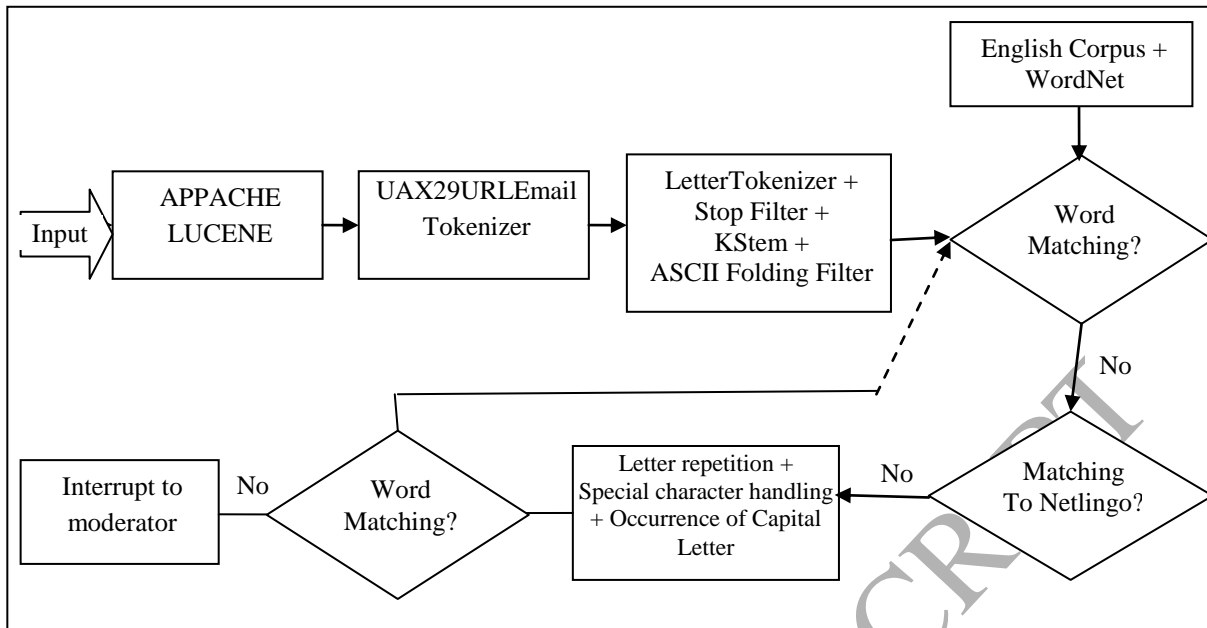 English Corpus +
WordNet
Input
APPACHE
LUCENE
UAX29URLEmail
Tokenizer
LetterTokenizer +
Stop Filter +
KStem +
ASCII Folding Filter
Word
Matching?
No
Matching
To Netlingo?
No
Letter repetition +
Special character handling
+ Occurrence of Capital
Letter
Word
Matching?
No
Interrupt to
moderator